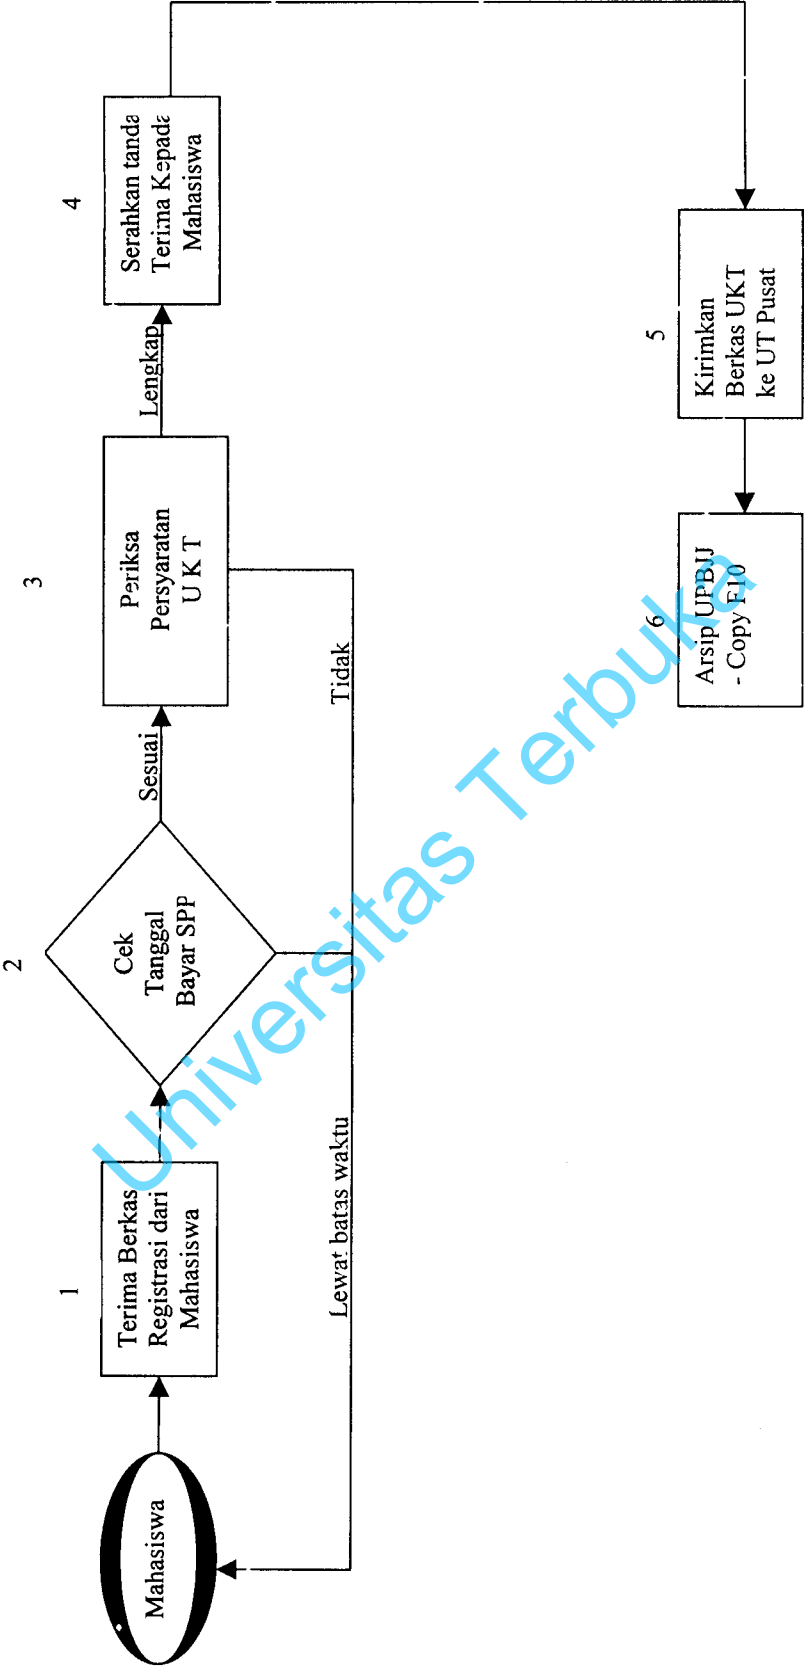 Mahasiswa
1
Terima Berkas
Registrasi dari
Mahasiswa
2
Cek
Tanggal
Bayar SPP
Sesuai
Lewat batas waktu
3
Periksa
Persyaratan
U K T
Lengkap
Tidak
4
Serahkan tanda
Terima Kepada
Mahasiswa
5
Kirimkan
Berkas UKT
ke UT Pusat
6
Arsip UPBJJ
- Copy F10
Universitas Terbuka